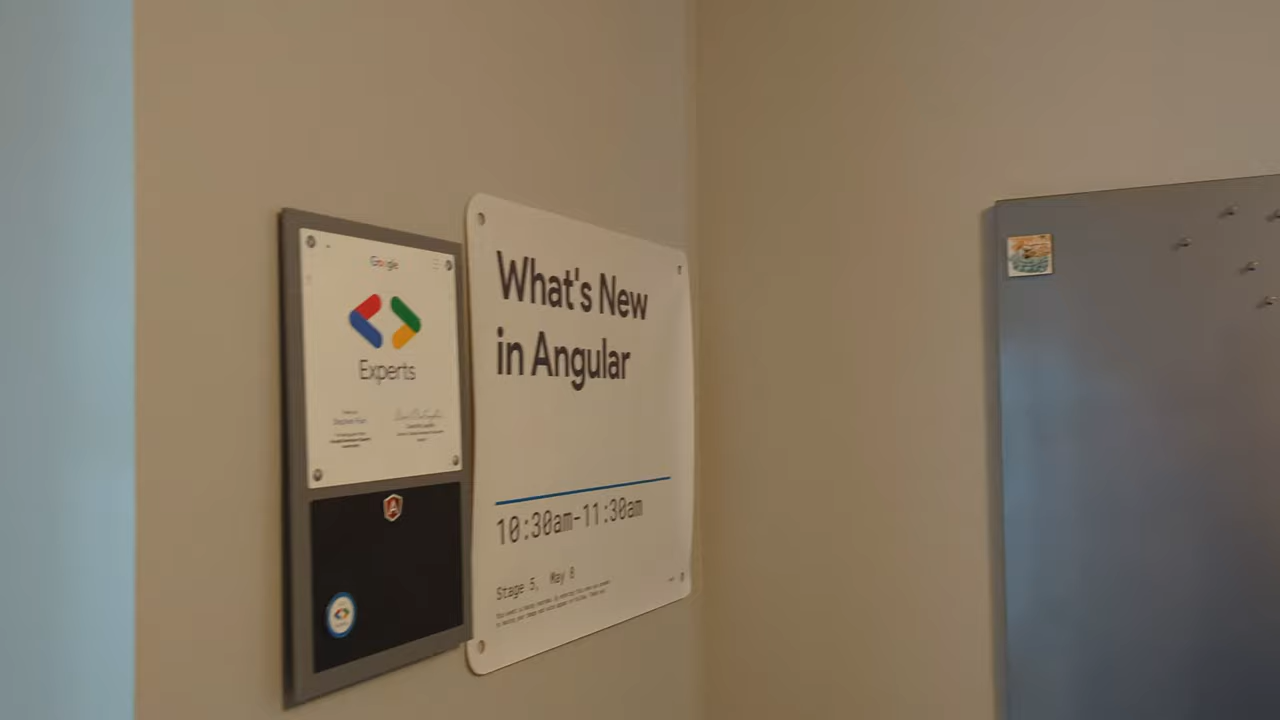 Google
Experts
What's New
in Angular
10:30am-11:30am
Stage 5, May 8